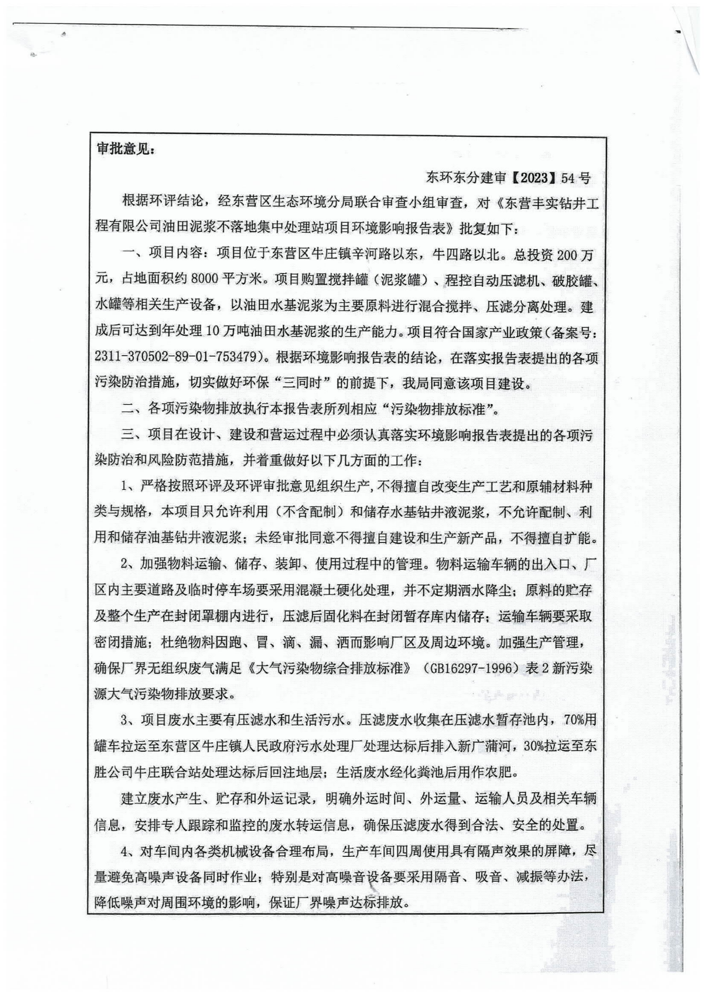 审批意见：
东环东分建审【2023】54号
根据环评结论，经东营区生态环境分局联合审查小组审查，对《东营丰实钻井工
程有限公司油田泥浆不落地集中处理站项目环境影响报告表》批复如下：
一、项目内容：项目位于东营区牛庄镇辛河路以东，牛四路以北。总投资200万
元，占地面积约8000平方米。项目购置搅拌罐（泥浆罐）、程控自动压滤机、破胶罐、
水罐等相关生产设备，以油田水基泥浆为主要原料进行混合搅拌、压滤分离处理。建
成后可达到年处理10万吨油田水基泥浆的生产能力。项目符合国家产业政策（备案号：
2311-370502-89-01-753479）。根据环境影响报告表的结论，在落实报告表提出的各项
污染防治措施，切实做好环保“三同时”的前提下，我局同意该项目建设。
二、各项污染物排放执行本报告表所列相应“污染物排放标准”。
三、项目在设计、建设和营运过程中必须认真落实环境影响报告表提出的各项污
染防治和风险防范措施，并着重做好以下几方面的工作：
1、严格按照环评及环评审批意见组织生产,不得擅自改变生产工艺和原辅材料种
类与规格，本项目只允许利用（不含配制）和储存水基钻井液泥浆，不允许配制、利
用和储存油基钻井液泥浆；未经审批同意不得擅自建设和生产新产品，不得擅自扩能。
2、加强物料运输、储存、装卸、使用过程中的管理。物料运输车辆的出入口、厂
区内主要道路及临时停车场要采用混凝土硬化处理，并不定期洒水降尘；原料的贮存
及整个生产在封闭罩棚内进行，压滤后固化料在封闭暂存库内储存；运输车辆要采取
密闭措施；杜绝物料因跑、冒、滴、漏、洒而影响厂区及周边环境。加强生产管理，
确保厂界无组织废气满足《大气污染物综合排放标准》（GB16297-1996）表2新污染
源大气污染物排放要求。
3、项目废水主要有压滤水和生活污水。压滤废水收集在压滤水暂存池内，70%用
罐车拉运至东营区牛庄镇人民政府污水处理厂处理达标后排入新广蒲河，30%拉运至东
胜公司牛庄联合站处理达标后回注地层；生活废水经化粪池后用作农肥。
建立废水产生、贮存和外运记录，明确外运时间、外运量、运输人员及相关车辆
信息，安排专人跟踪和监控的废水转运信息，确保压滤废水得到合法、安全的处置。
4、对车间内各类机械设备合理布局，生产车间四周使用具有隔声效果的屏障，尽
量避免高噪声设备同时作业；特别是对高噪音设备要采用隔音、吸音、减振等办法，
降低噪声对周围环境的影响，保证厂界噪声达标排放。